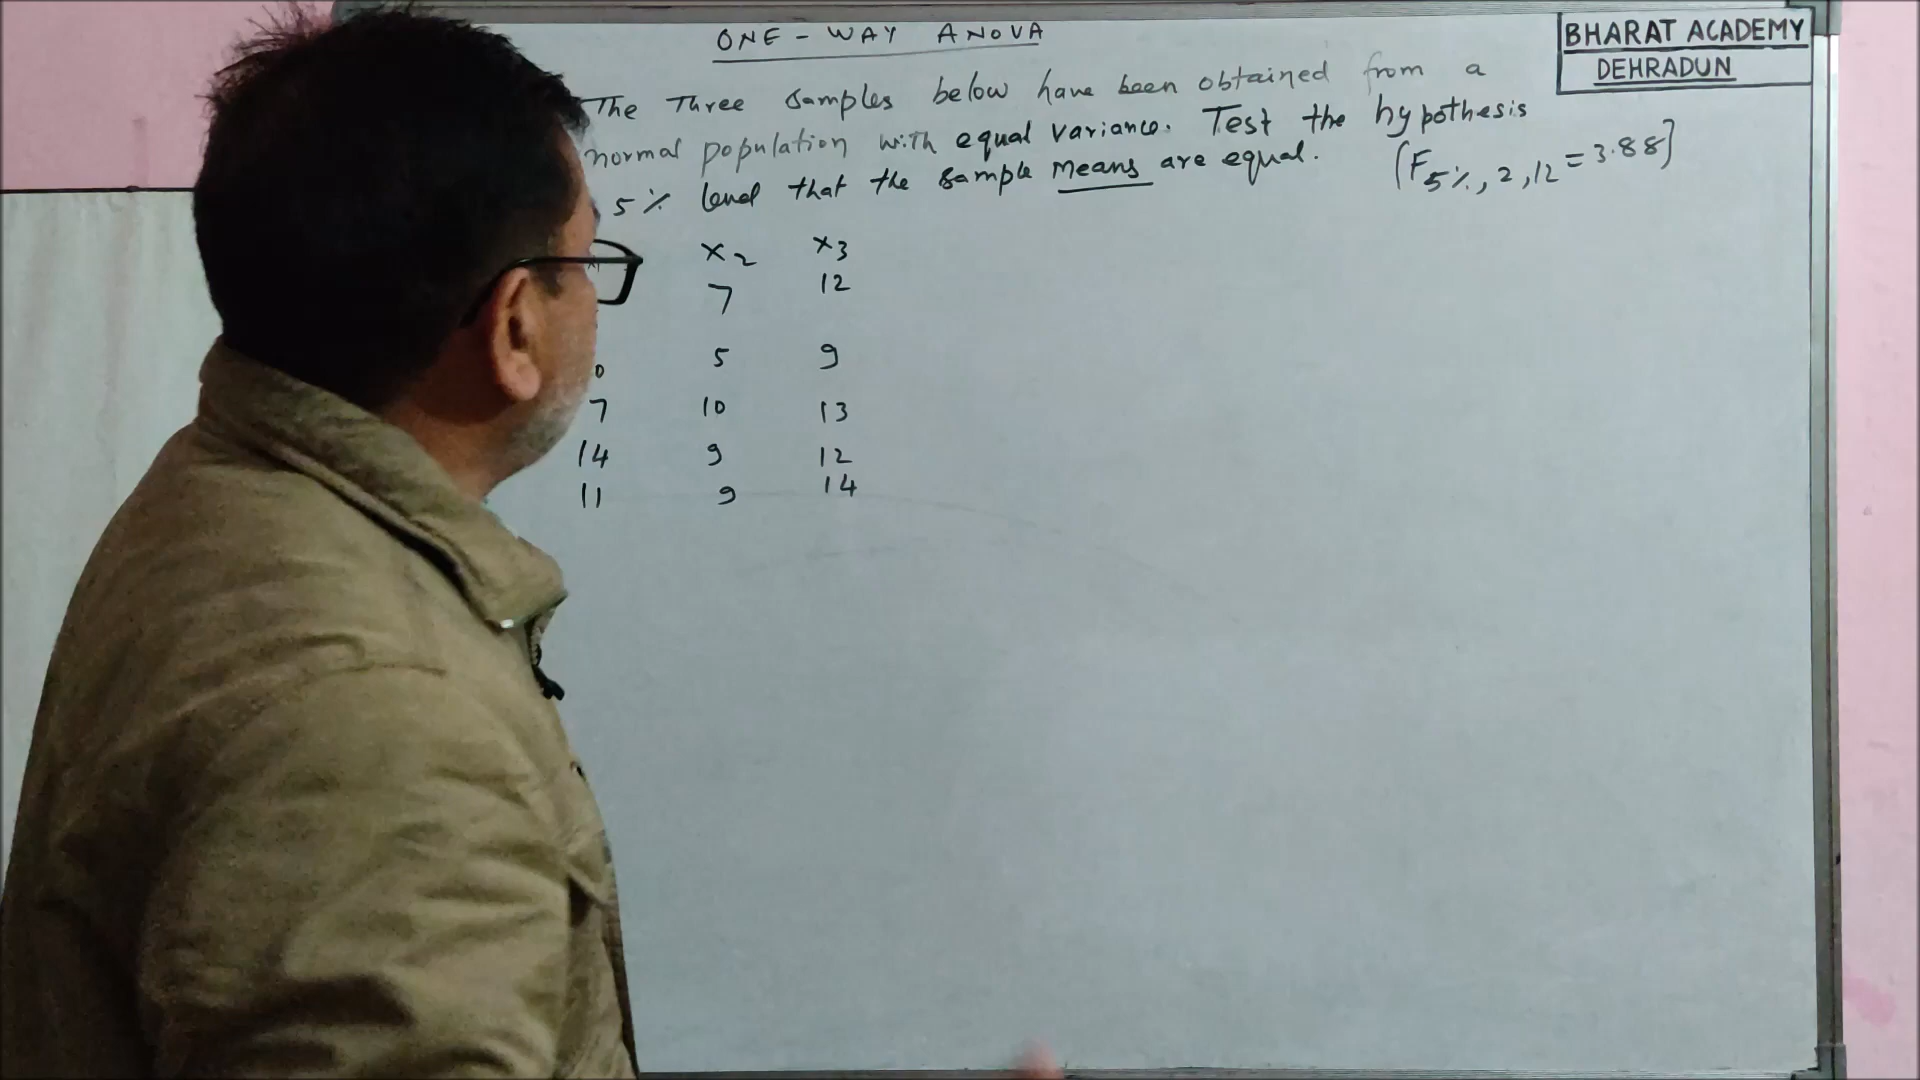 ONE - WAY ANOVA
BHARAT ACADEMY
DEHRADUN
The Three samples below have been obtained from a
normal population with equal variance. Test the hypothesis
5% level that the sample means are equal. [F5%, 2, 12 = 3.88]
x2 x3
7 12
0 5 9
7 10 13
14 9 12
11 9 14